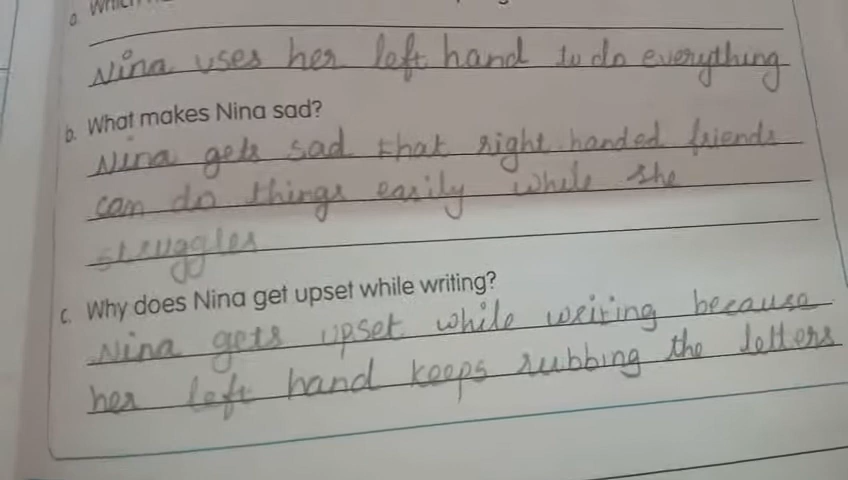 a. Which
Nina uses her left hand to do everything
b. What makes Nina sad?
Nina gets sad that right handed friends
can do things easily while she
struggles
c. Why does Nina get upset while writing?
Nina gets upset while writing because
her left hand keeps rubbing the letters